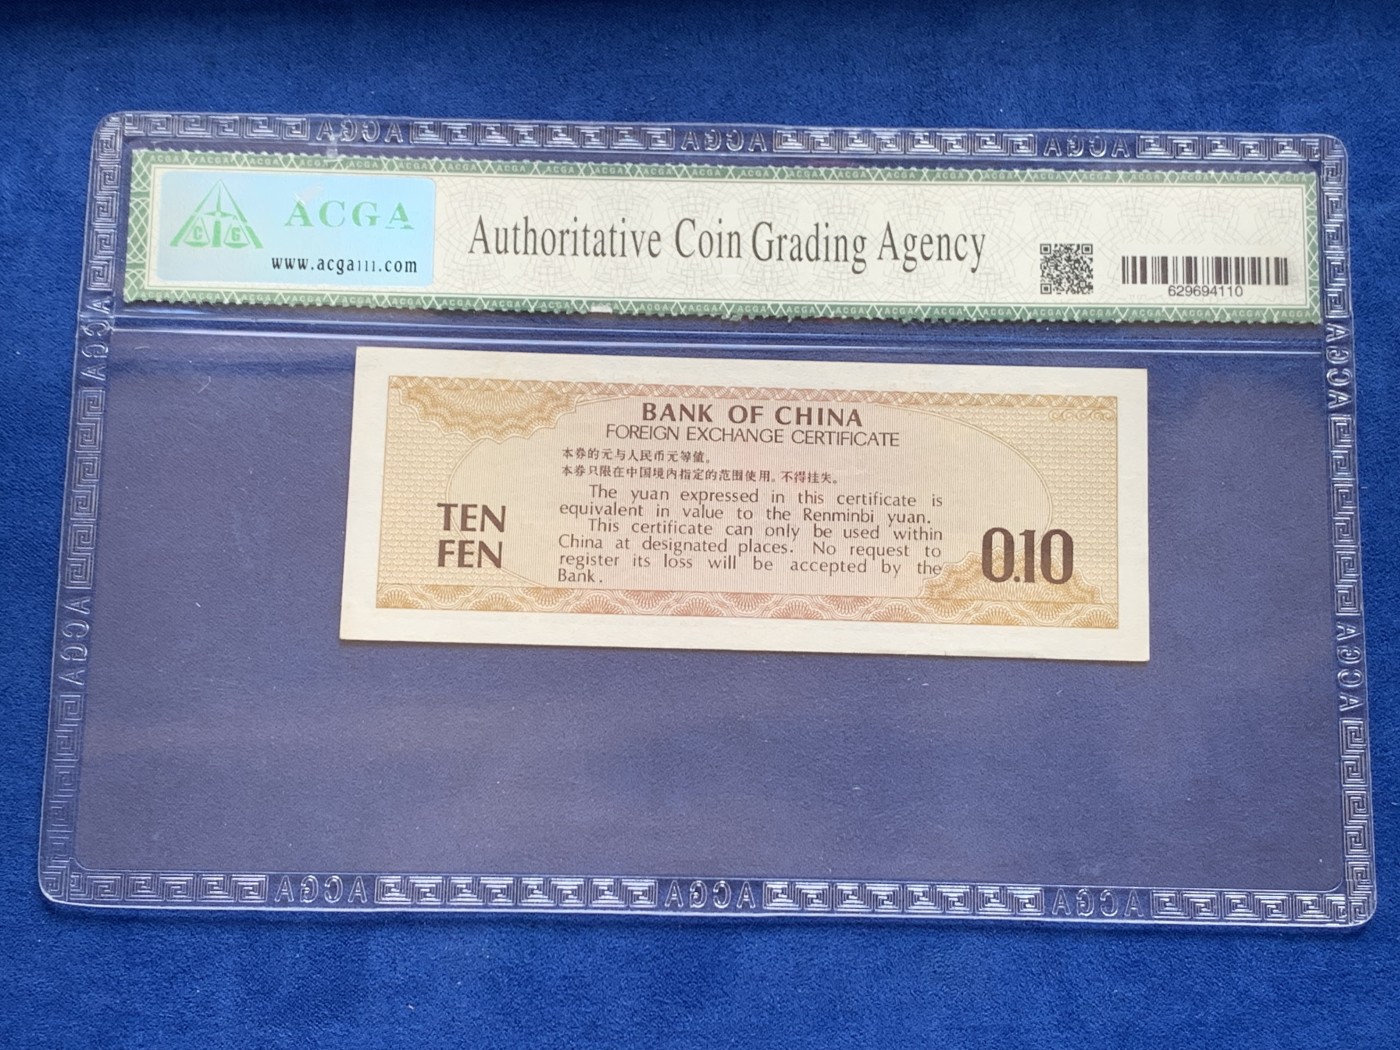 ACGA
www.acga111.com
Authoritative Coin Grading Agency
629694110
BANK OF CHINA
FOREIGN EXCHANGE CERTIFICATE
本券的元与人民币元等值。
本券只限在中国境内指定的范围使用。不得挂失。
The yuan expressed in this certificate is
equivalent in value to the Renminbi yuan.
This certificate can only be used within
China at designated places. No request to
register its loss will be accepted by the
Bank.
TEN
FEN
0.10